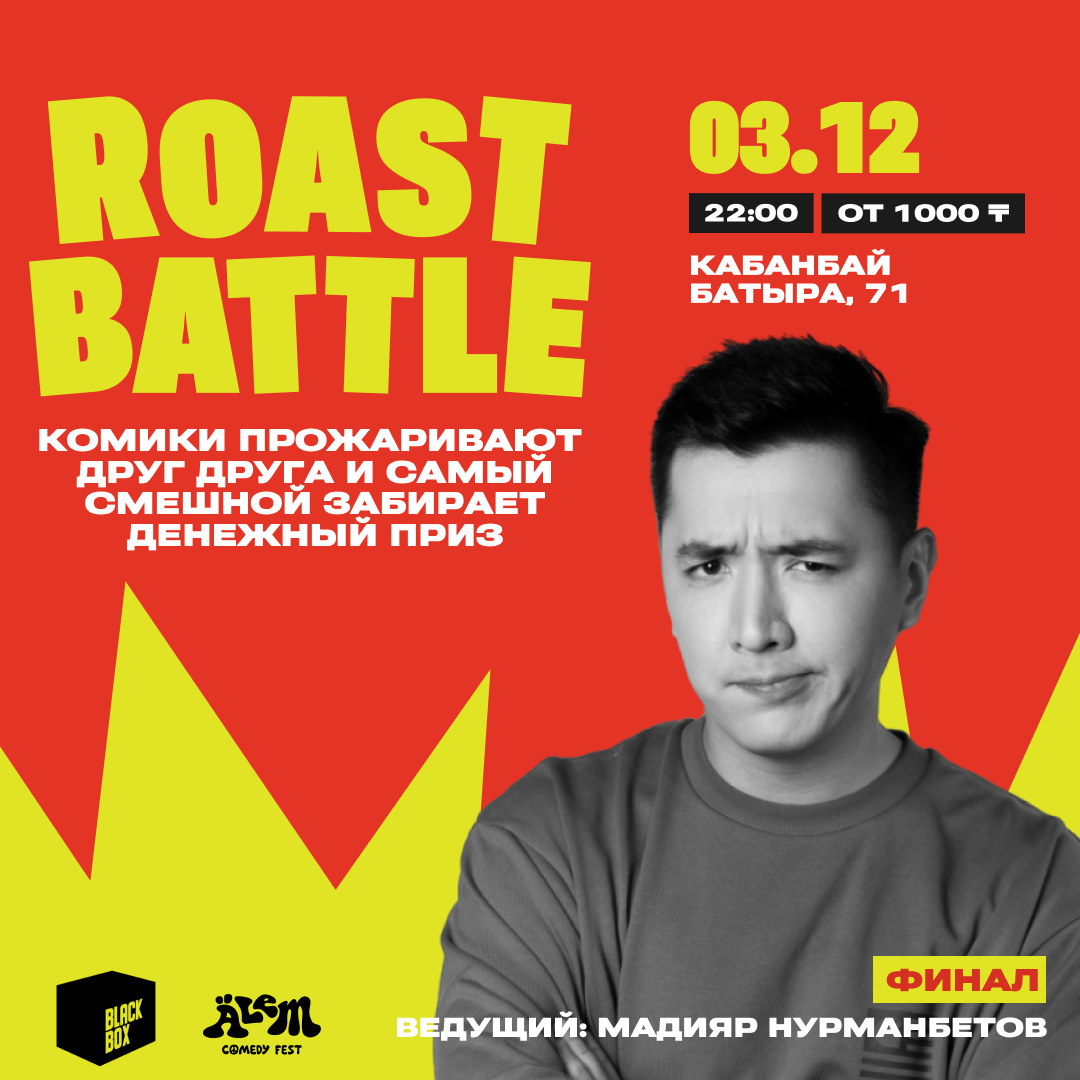 ROAST
BATTLE
КОМИКИ ПРОЖАРИВАЮТ
ДРУГ ДРУГА И САМЫЙ
СМЕШНОЙ ЗАБИРАЕТ
ДЕНЕЖНЫЙ ПРИЗ
03.12
22:00
ОТ 1000 ₸
КАБАНБАЙ
БАТЫРА, 71
ФИНАЛ
ВЕДУЩИЙ: МАДИЯР НУРМАНБЕТОВ
BLACK
BOX
ÄLEM
COMEDY FEST